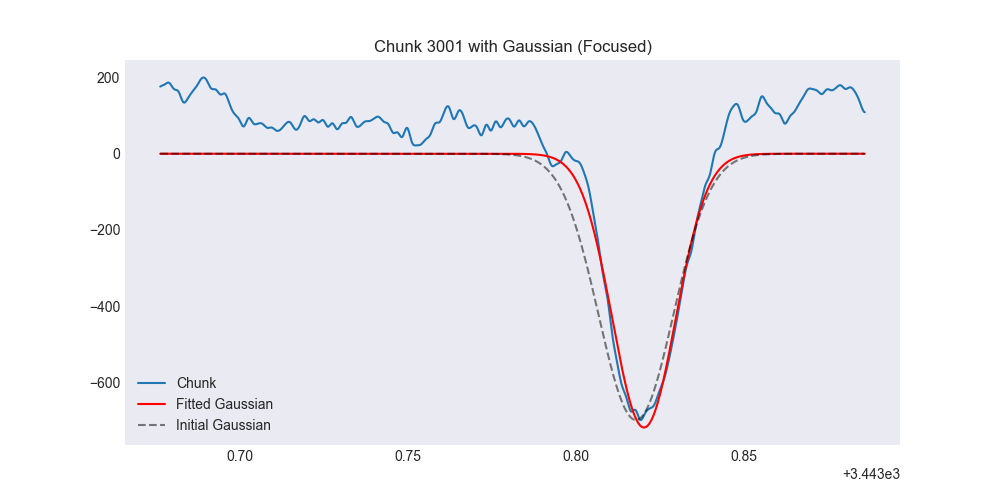 Chunk 3001 with Gaussian (Focused)
200
0
−200
−400
−600
Chunk
Fitted Gaussian
Initial Gaussian
0.70 0.75 0.80 0.85
+3.443e3